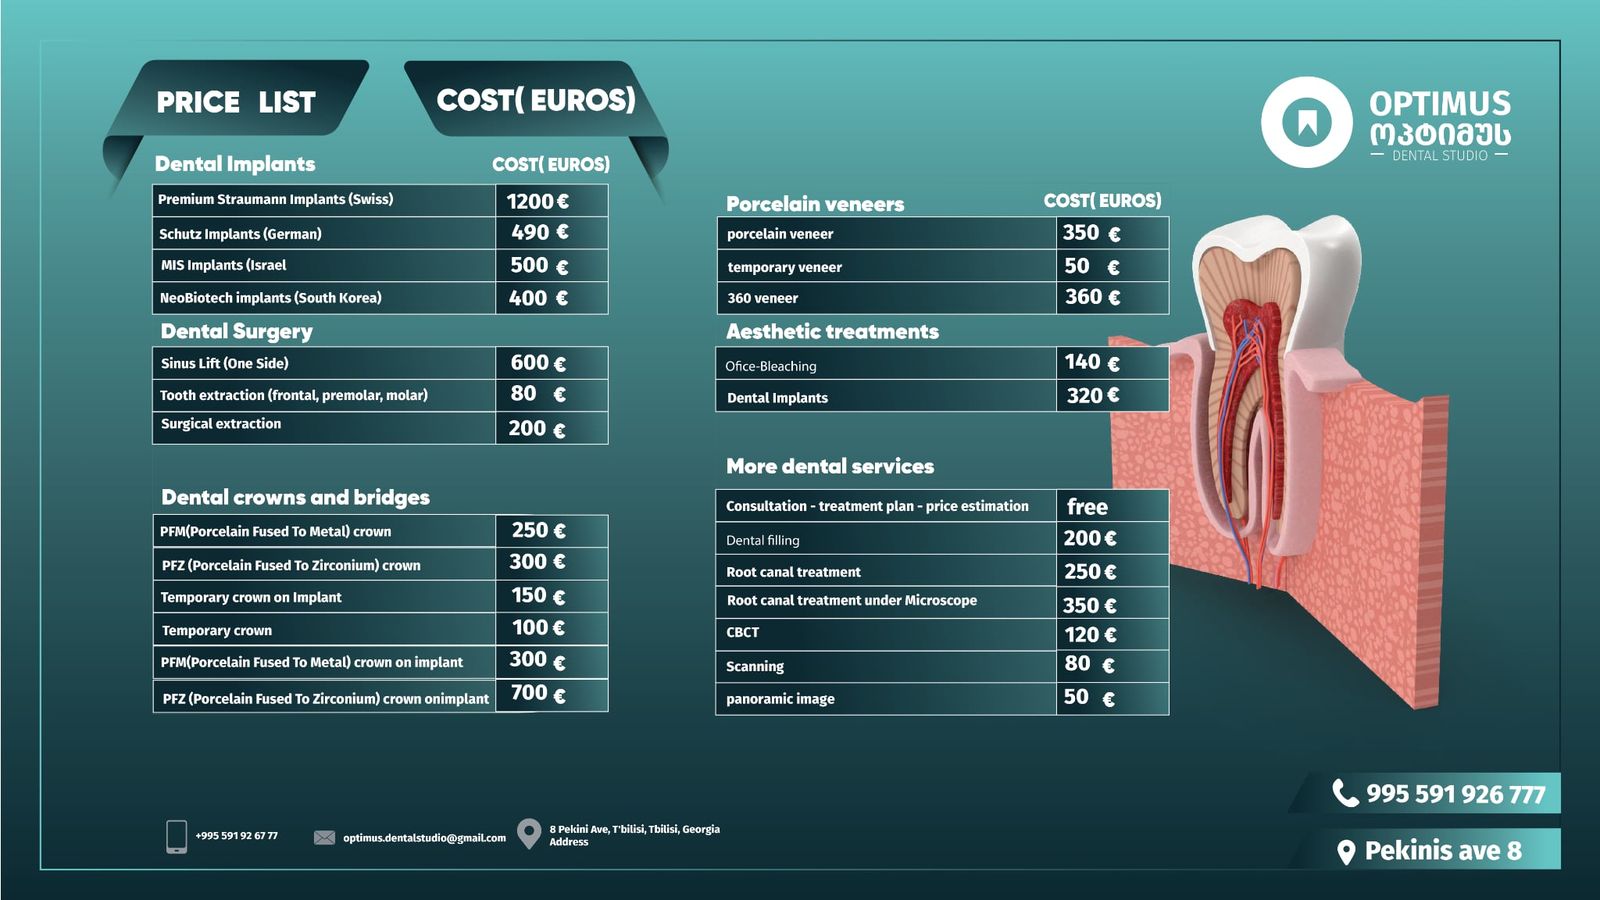 PRICE LIST
COST( EUROS)
OPTIMUS
ოპტიმუს
DENTAL STUDIO
Dental Implants COST( EUROS)
Premium Straumann Implants (Swiss) 1200 €
Schutz Implants (German) 490 €
MIS Implants (Israel 500 €
NeoBiotech implants (South Korea) 400 €
Dental Surgery
Sinus Lift (One Side) 600 €
Tooth extraction (frontal, premolar, molar) 80 €
Surgical extraction 200 €
Dental crowns and bridges
PFM(Porcelain Fused To Metal) crown 250 €
PFZ (Porcelain Fused To Zirconium) crown 300 €
Temporary crown on Implant 150 €
Temporary crown 100 €
PFM(Porcelain Fused To Metal) crown on implant 300 €
PFZ (Porcelain Fused To Zirconium) crown onimplant 700 €
Porcelain veneers COST( EUROS)
porcelain veneer 350 €
temporary veneer 50 €
360 veneer 360 €
Aesthetic treatments
Ofice-Bleaching 140 €
Dental Implants 320 €
More dental services
Consultation - treatment plan - price estimation free
Dental filling 200 €
Root canal treatment 250 €
Root canal treatment under Microscope 350 €
CBCT 120 €
Scanning 80 €
panoramic image 50 €
995 591 926 777
Pekinis ave 8
+995 591 92 67 77
optimus.dentalstudio@gmail.com
8 Pekini Ave, T'bilisi, Tbilisi, Georgia
Address